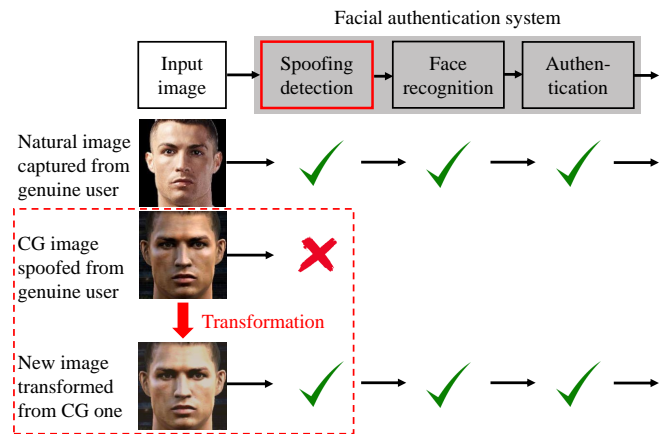 Facial authentication system
Input
image
Spoofing
detection
Face
recognition
Authen-
tication
Natural image
captured from
genuine user
CG image
spoofed from
genuine user
Transformation
New image
transformed
from CG one